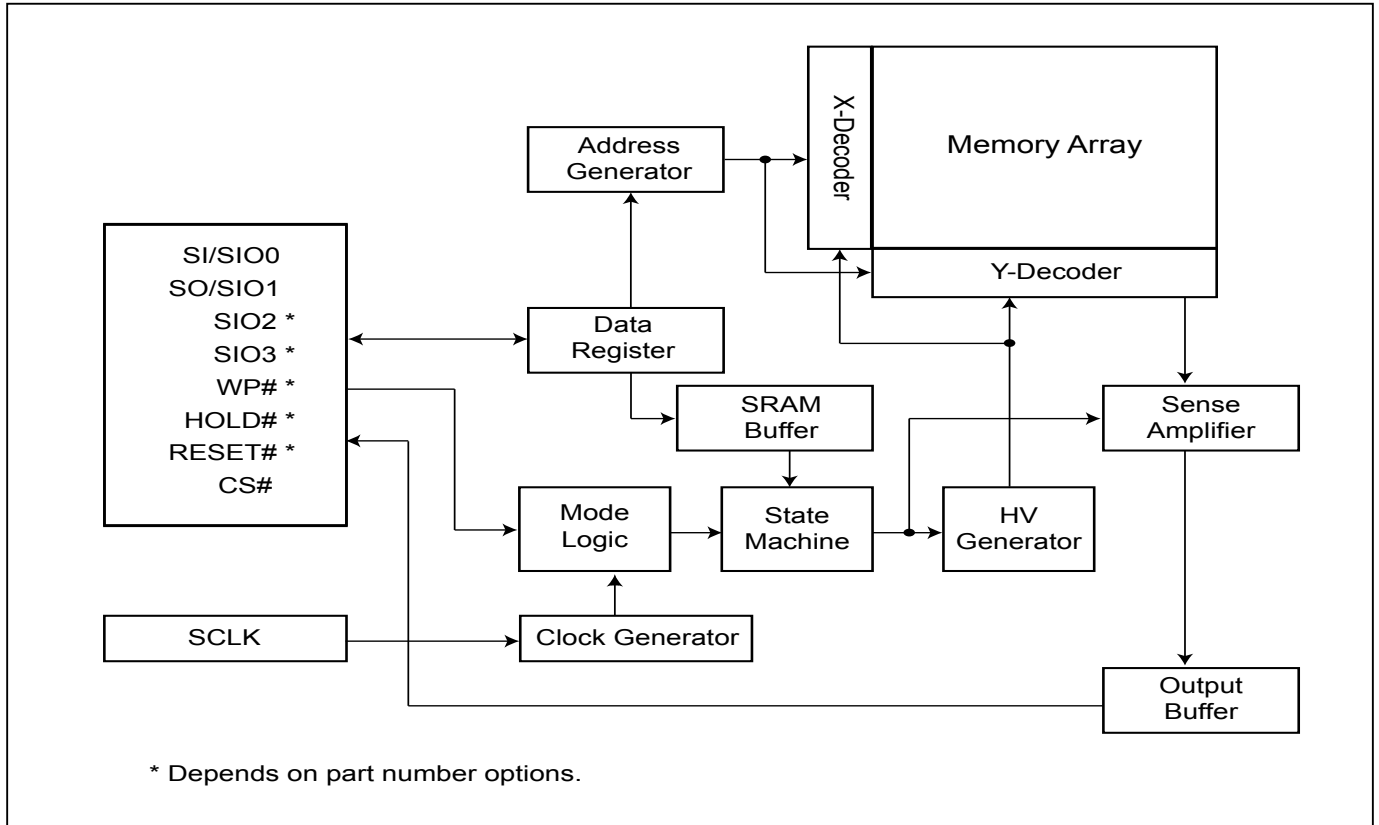 X-Decoder
Memory Array
Address
Generator
Y-Decoder
SI/SIO0
SO/SIO1
SIO2 *
SIO3 *
WP# *
HOLD# *
RESET# *
CS#
Data
Register
SRAM
Buffer
Sense
Amplifier
Mode
Logic
State
Machine
HV
Generator
SCLK
Clock Generator
Output
Buffer
* Depends on part number options.